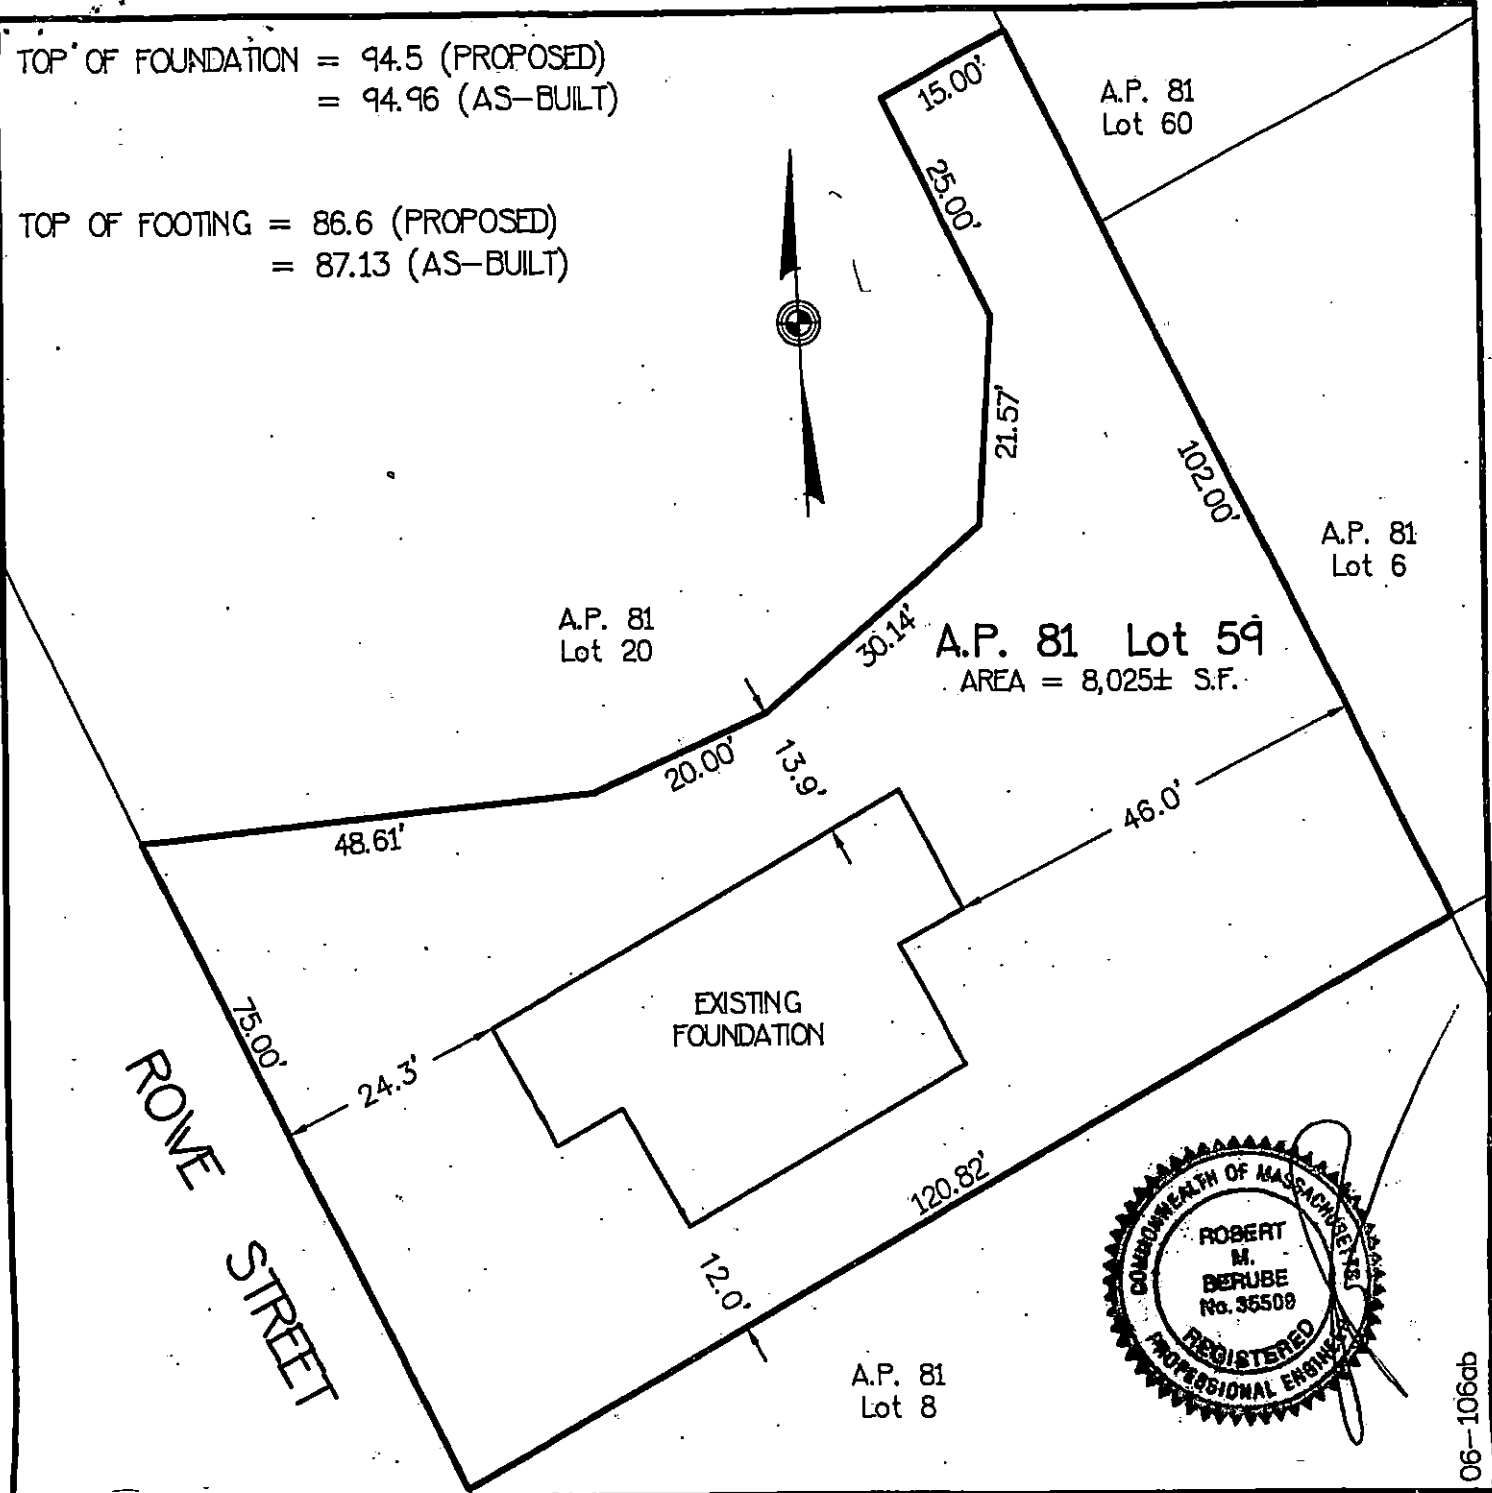 TOP OF FOUNDATION = 94.5 (PROPOSED)
= 94.96 (AS-BUILT)
TOP OF FOOTING = 86.6 (PROPOSED)
= 87.13 (AS-BUILT)
15.00'
A.P. 81
Lot 60
25.00'
21.57'
102.00'
A.P. 81
Lot 6
A.P. 81
Lot 20
30.14'
A.P. 81 Lot 59
AREA = 8,025± S.F.
20.00'
13.9'
46.0'
48.61'
EXISTING
FOUNDATION
75.00'
24.3'
ROWE STREET
120.82'
12.0'
A.P. 81
Lot 8
COMMONWEALTH OF MASSACHUSETTS
ROBERT
M.
BERUBE
No. 35509
REGISTERED
PROFESSIONAL ENGINEER
06-106ab